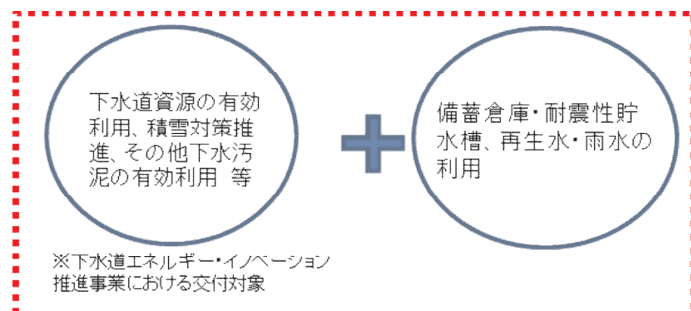 下水道資源の有効
利用、積雪対策推
進、その他下水汚
泥の有効利用 等
備蓄倉庫・耐震性貯
水槽、再生水・雨水の
利用
※下水道エネルギー・イノベーション
推進事業における交付対象